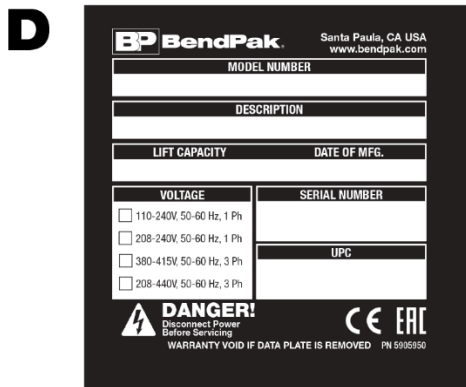 D
BP BendPak.
Santa Paula, CA USA
www.bendpak.com
MODEL NUMBER
DESCRIPTION
LIFT CAPACITY DATE OF MFG.
VOLTAGE
110-240V, 50-60 Hz, 1 Ph
208-240V, 50-60 Hz, 1 Ph
380-415V, 50-60 Hz, 3 Ph
208-440V, 50-60 Hz, 3 Ph
SERIAL NUMBER
UPC
DANGER!
Disconnect Power
Before Servicing
CE EAC
WARRANTY VOID IF DATA PLATE IS REMOVED PN 5905950